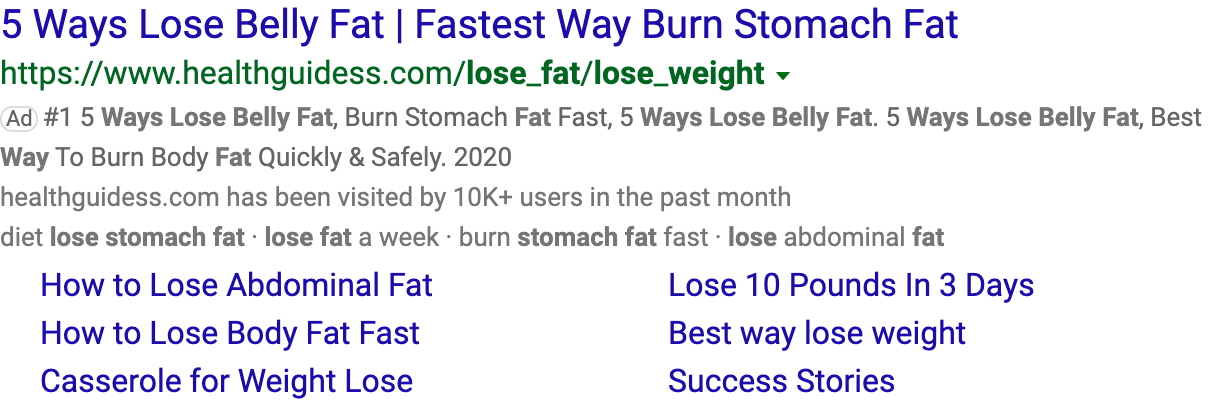 5 Ways Lose Belly Fat | Fastest Way Burn Stomach Fat
https://www.healthguidess.com/lose_fat/lose_weight
Ad #1 5 Ways Lose Belly Fat, Burn Stomach Fat Fast, 5 Ways Lose Belly Fat. 5 Ways Lose Belly Fat, Best
Way To Burn Body Fat Quickly & Safely. 2020
healthguidess.com has been visited by 10K+ users in the past month
diet lose stomach fat · lose fat a week · burn stomach fat fast · lose abdominal fat
How to Lose Abdominal Fat
Lose 10 Pounds In 3 Days
How to Lose Body Fat Fast
Best way lose weight
Casserole for Weight Lose
Success Stories